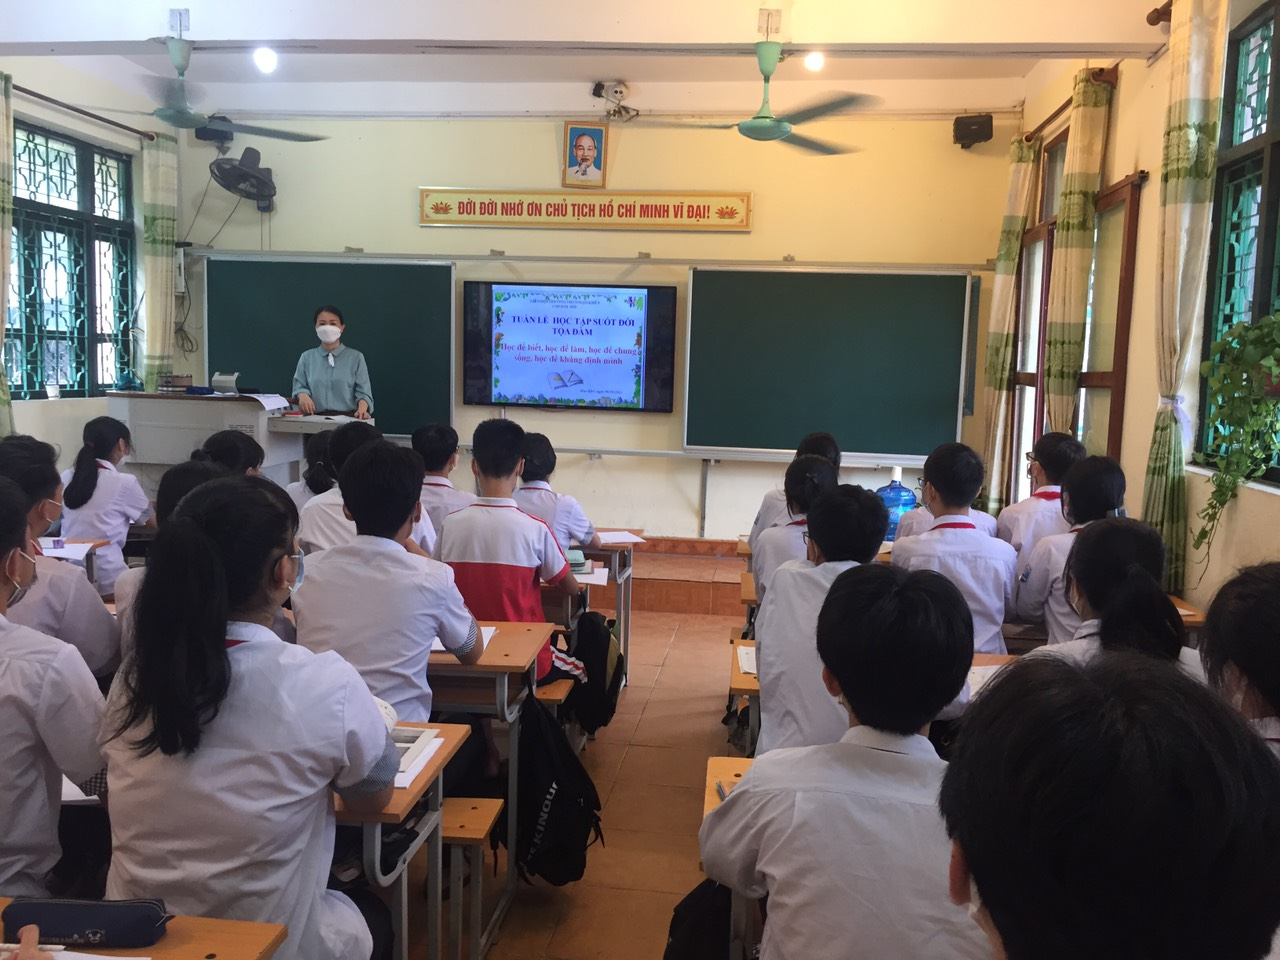 ĐỜI ĐỜI NHỚ ƠN CHỦ TỊCH HỒ CHÍ MINH VĨ ĐẠI!
TUẦN LỄ HỌC TẬP SUỐT ĐỜI
TỌA ĐÀM
Học để biết, học để làm, học để chung
sống, học để khẳng định mình
KINOUR